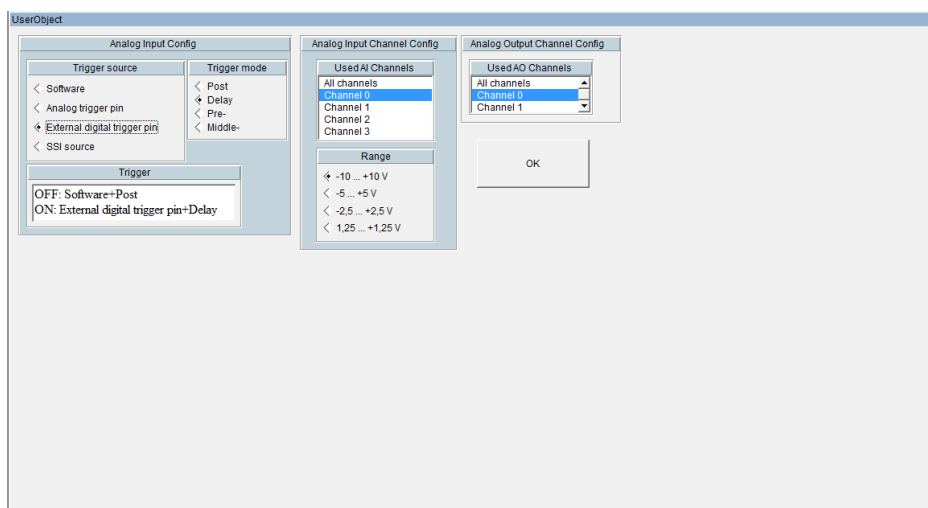 UserObject
Analog Input Config
Trigger source
Software
Analog trigger pin
External digital trigger pin
SSI source
Trigger mode
Post
Delay
Pre-
Middle-
Trigger
OFF: Software+Post
ON: External digital trigger pin+Delay
Analog Input Channel Config
Used AI Channels
All channels
Channel 0
Channel 1
Channel 2
Channel 3
Range
-10 ... +10 V
-5 ... +5 V
-2,5 ... +2,5 V
1,25 ... +1,25 V
Analog Output Channel Config
Used AO Channels
All channels
Channel 0
Channel 1
OK